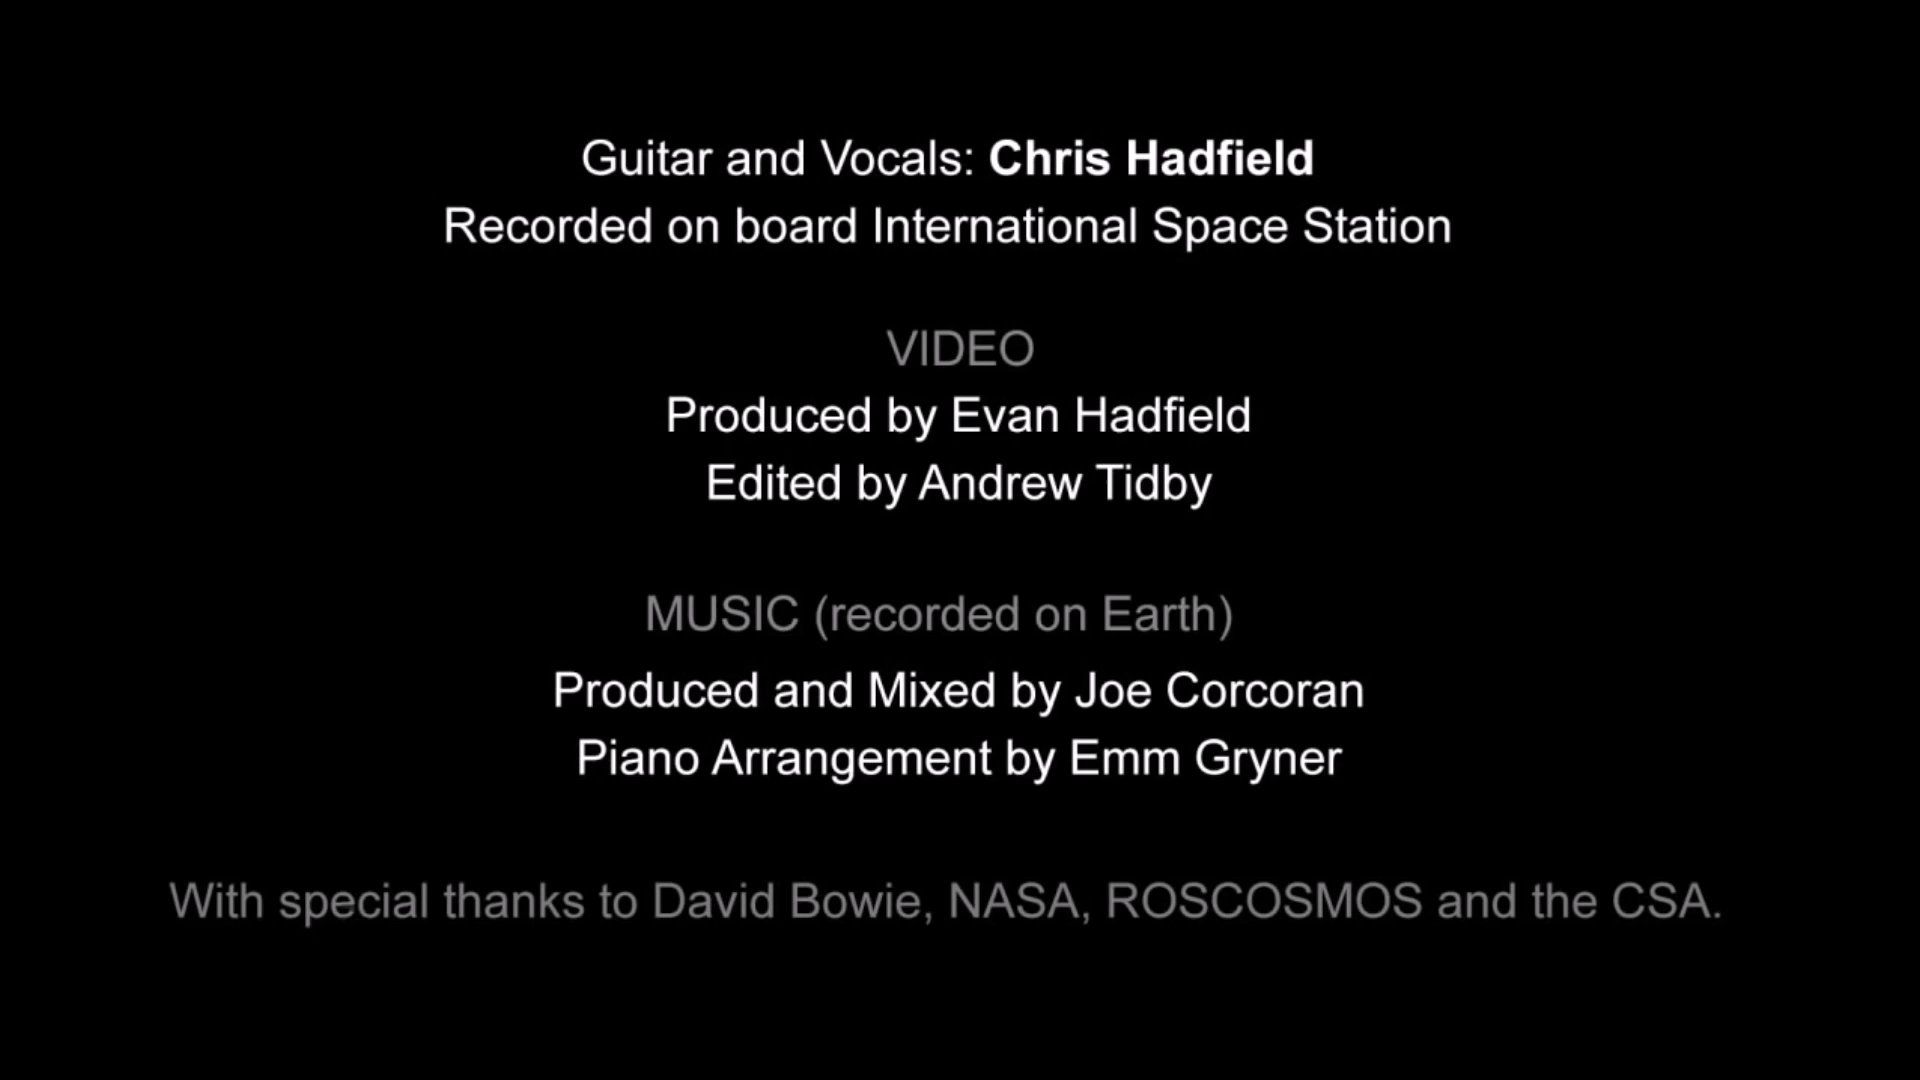 Guitar and Vocals: Chris Hadfield
Recorded on board International Space Station
VIDEO
Produced by Evan Hadfield
Edited by Andrew Tidby
MUSIC (recorded on Earth)
Produced and Mixed by Joe Corcoran
Piano Arrangement by Emm Gryner
With special thanks to David Bowie, NASA, ROSCOSMOS and the CSA.